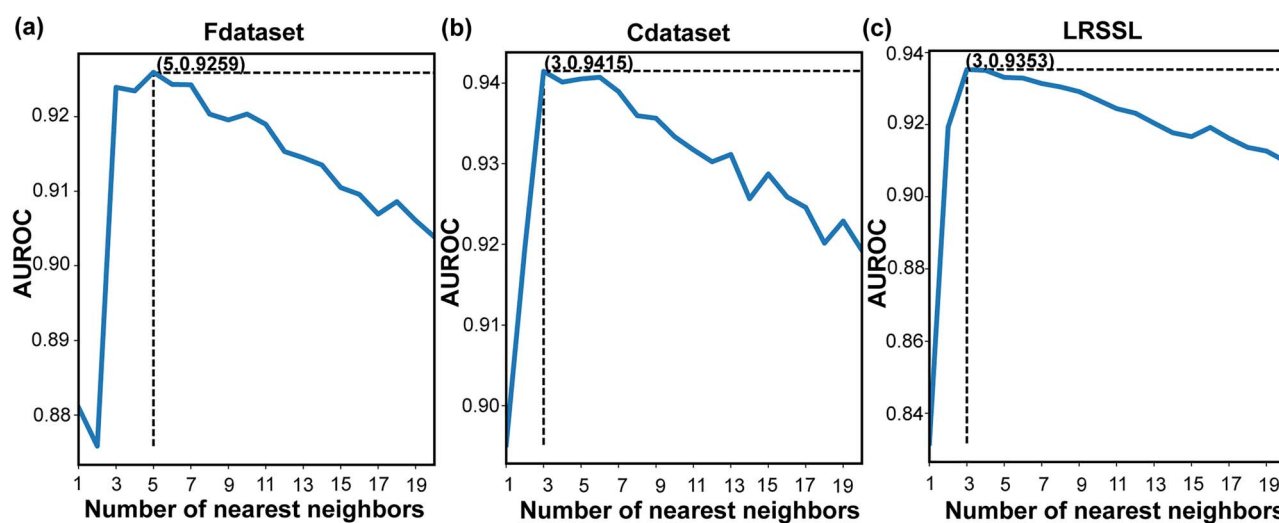 (a) Fdataset
(5,0.9259)
0.92
0.91
0.90
0.89
0.88
AUROC
1 3 5 7 9 11 13 15 17 19
Number of nearest neighbors
(b) Cdataset
(3,0.9415)
0.94
0.93
0.92
0.91
0.90
AUROC
1 3 5 7 9 11 13 15 17 19
Number of nearest neighbors
(c) LRSSL
(3,0.9353)
0.94
0.92
0.90
0.88
0.86
0.84
AUROC
1 3 5 7 9 11 13 15 17 19
Number of nearest neighbors